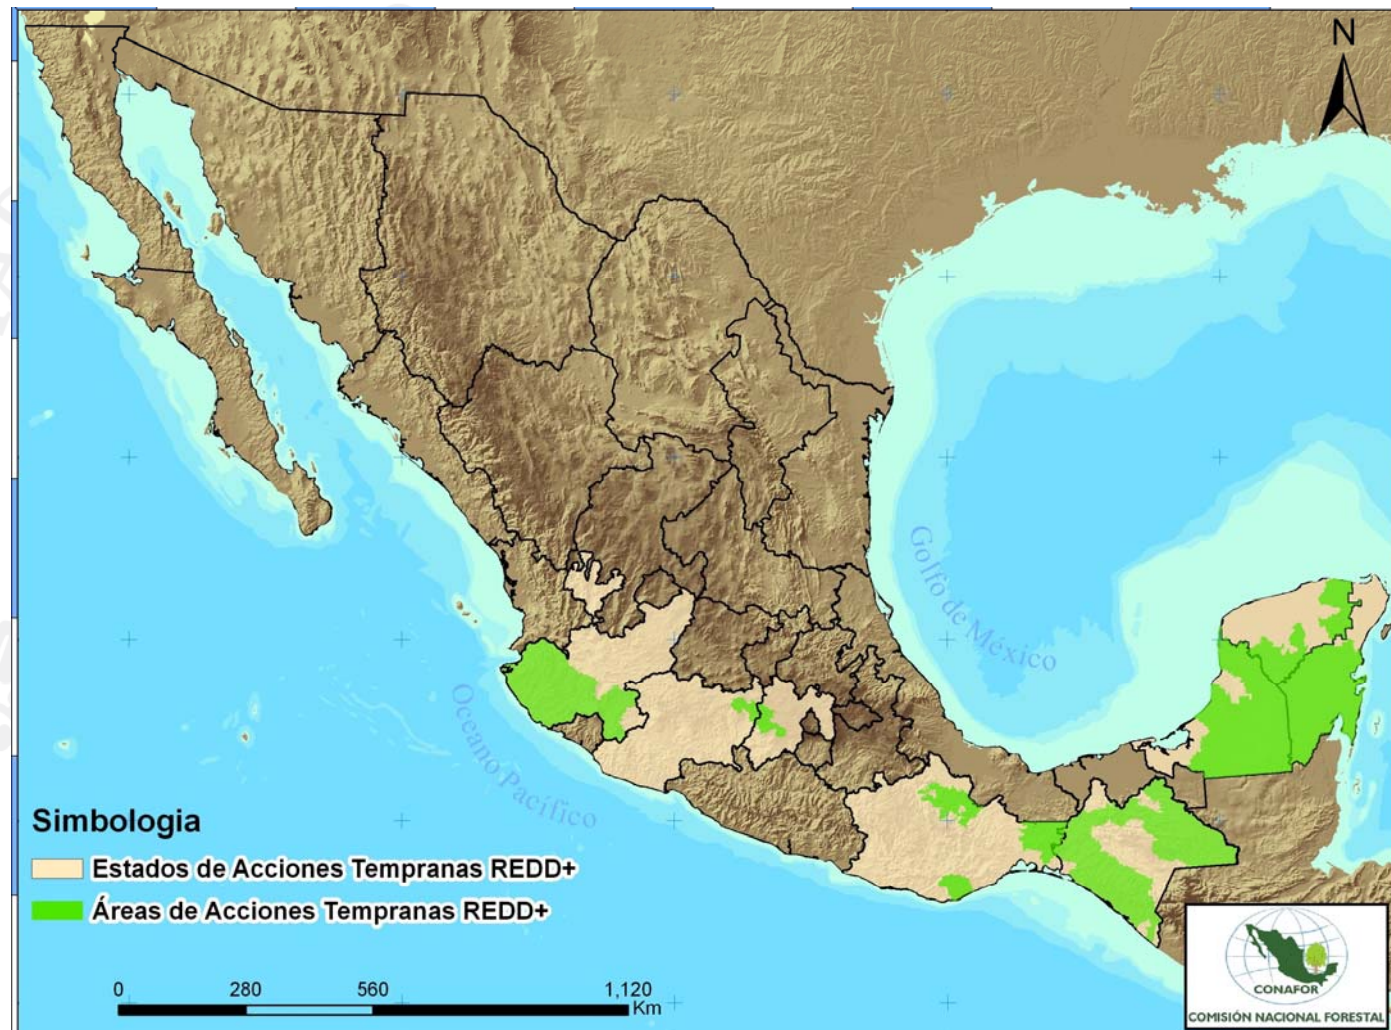 N
Golfo de México
Oceano Pacífico
Simbologia
Estados de Acciones Tempranas REDD+
Áreas de Acciones Tempranas REDD+
0 280 560 1,120
Km
CONAFOR
COMISIÓN NACIONAL FORESTAL